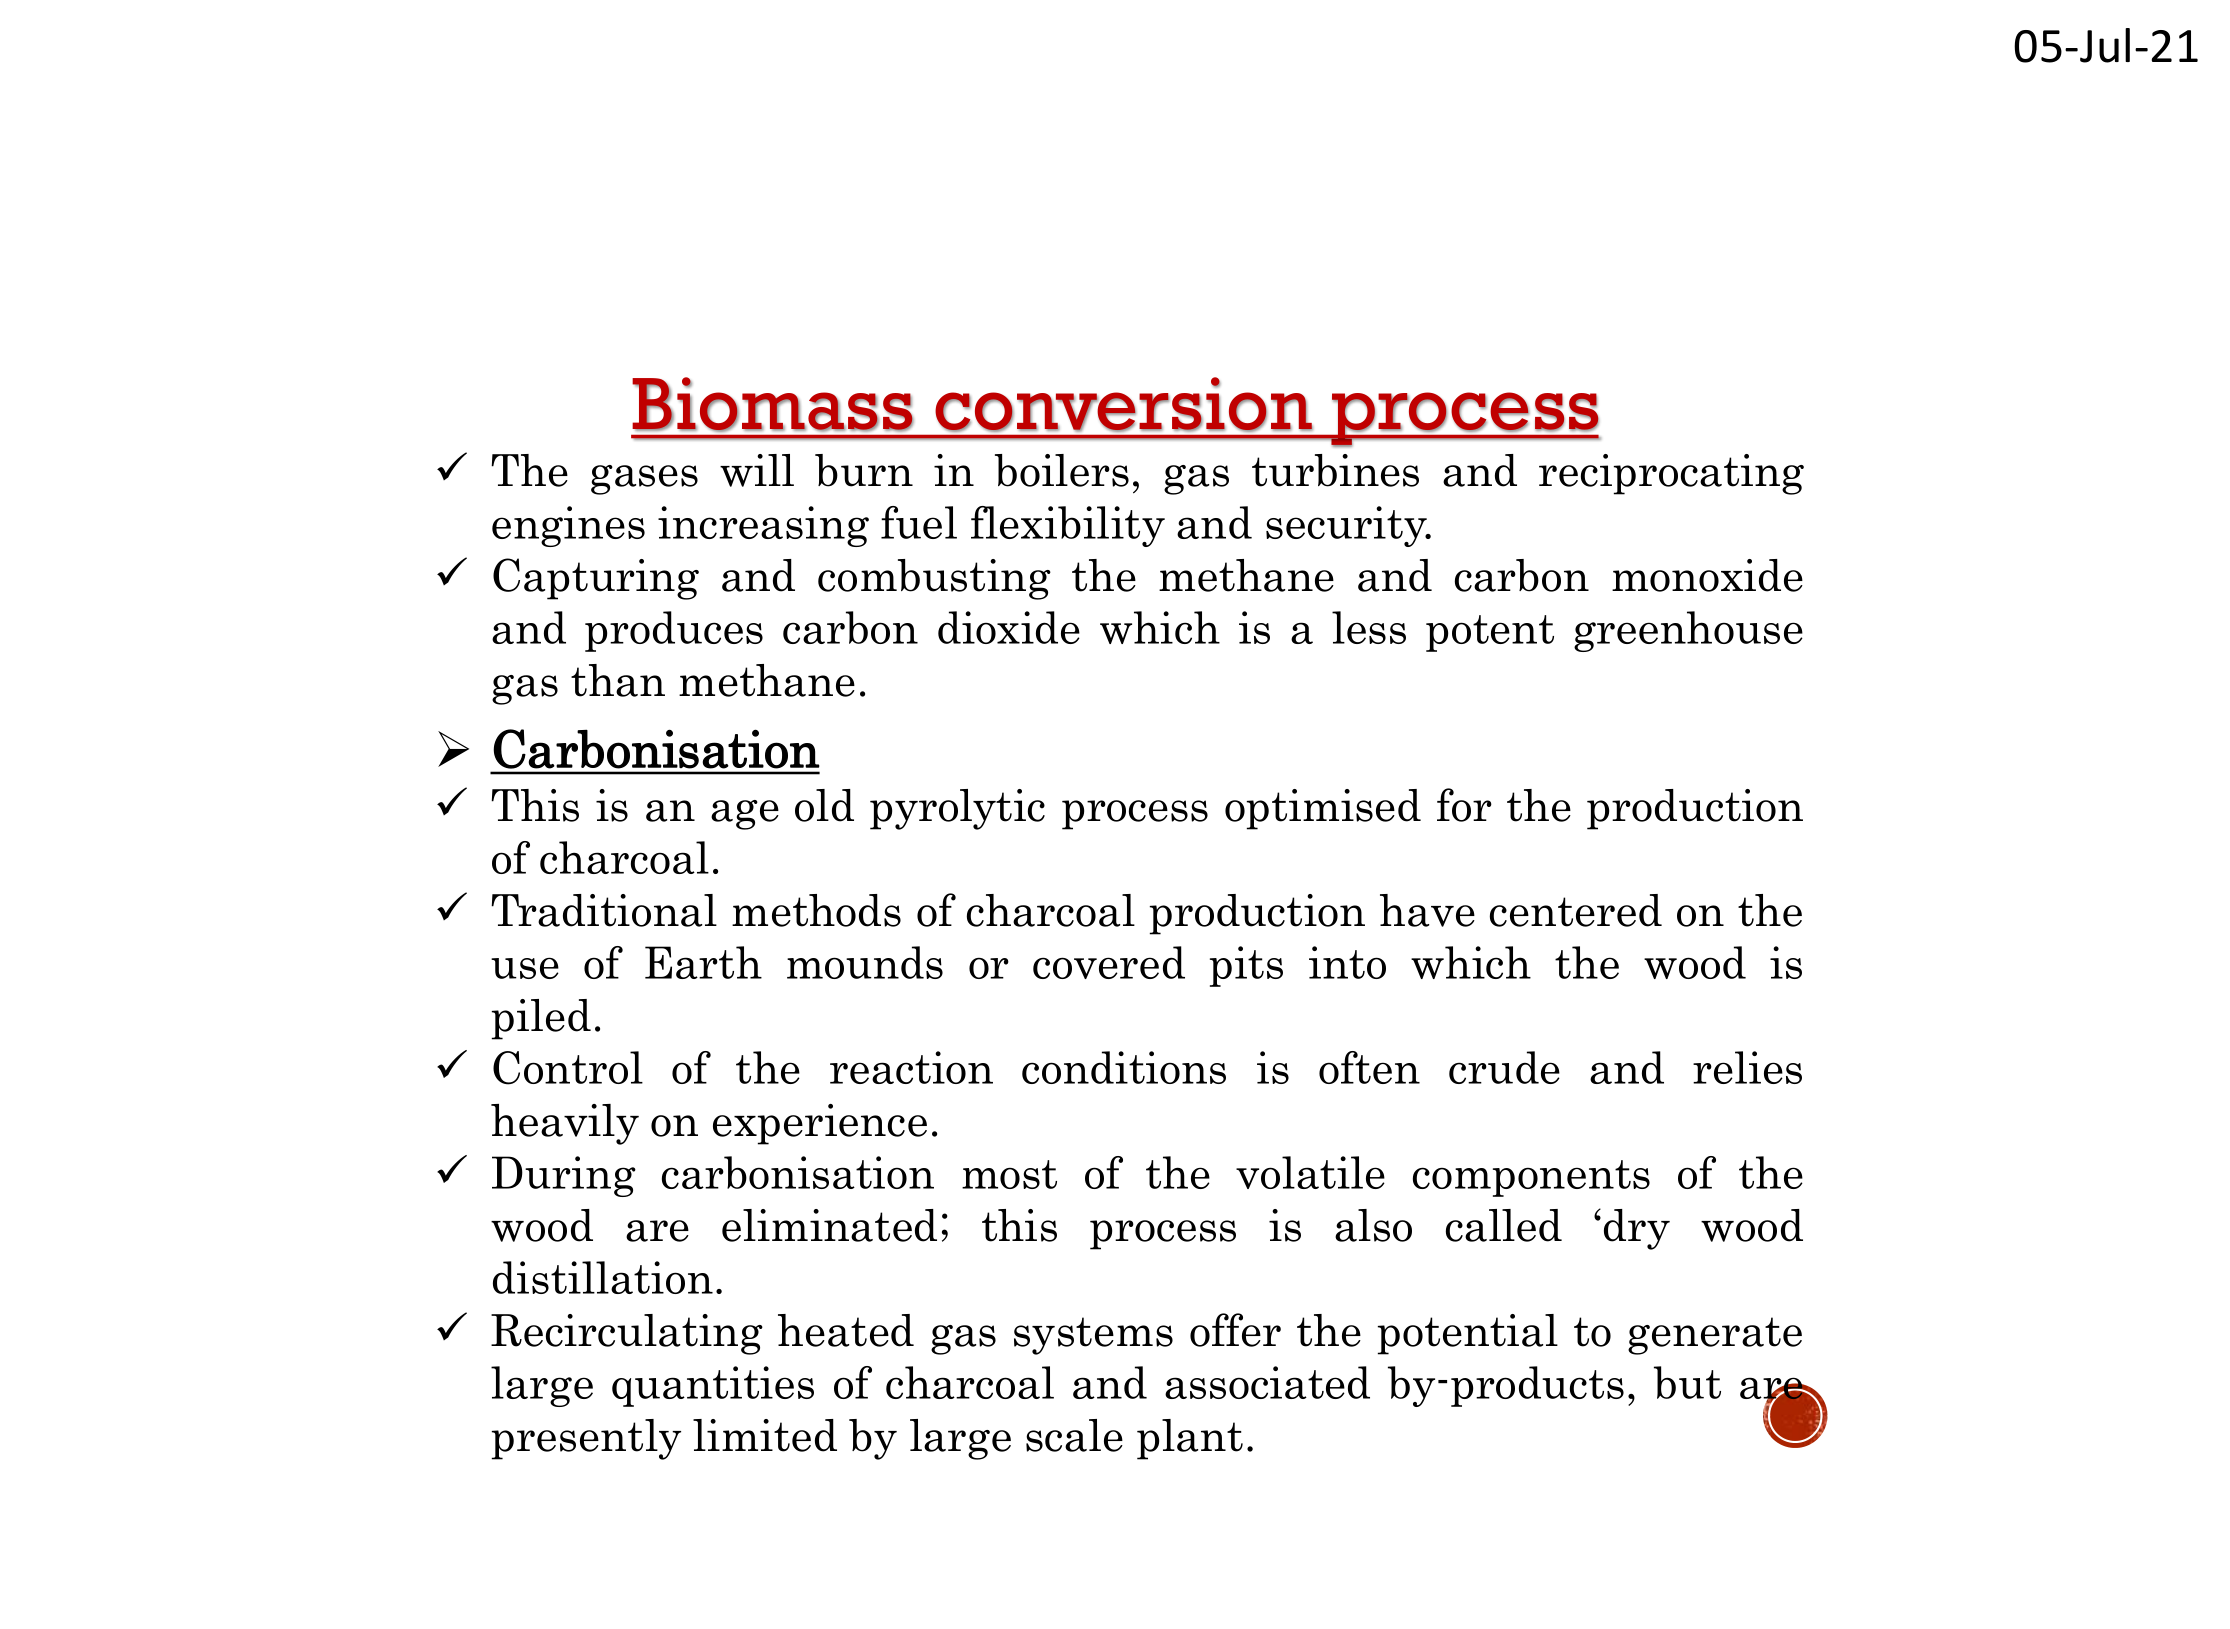 05-Jul-21
Biomass conversion process
✓ The gases will burn in boilers, gas turbines and reciprocating
engines increasing fuel flexibility and security.
✓ Capturing and combusting the methane and carbon monoxide
and produces carbon dioxide which is a less potent greenhouse
gas than methane.
➢ Carbonisation
✓ This is an age old pyrolytic process optimised for the production
of charcoal.
✓ Traditional methods of charcoal production have centered on the
use of Earth mounds or covered pits into which the wood is
piled.
✓ Control of the reaction conditions is often crude and relies
heavily on experience.
✓ During carbonisation most of the volatile components of the
wood are eliminated; this process is also called ‘dry wood
distillation.
✓ Recirculating heated gas systems offer the potential to generate
large quantities of charcoal and associated by-products, but are
presently limited by large scale plant.